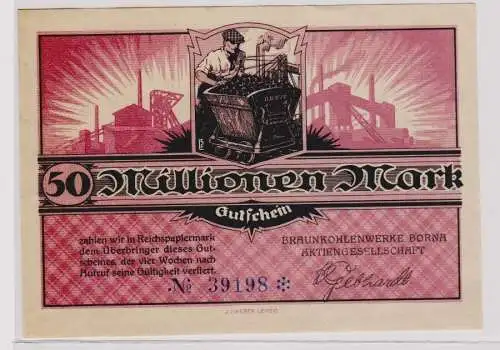 50 Millionen Mark
Gutschein
zahlen wir in Reichspapiermark
dem Überbringer dieses Gut-
scheines, der vier Wochen nach
Aufruf seine Gültigkeit verliert.
BRAUNKOHLENWERKE BORNA
AKTIENGESELLSCHAFT
№ 39198 *
Gebhardt